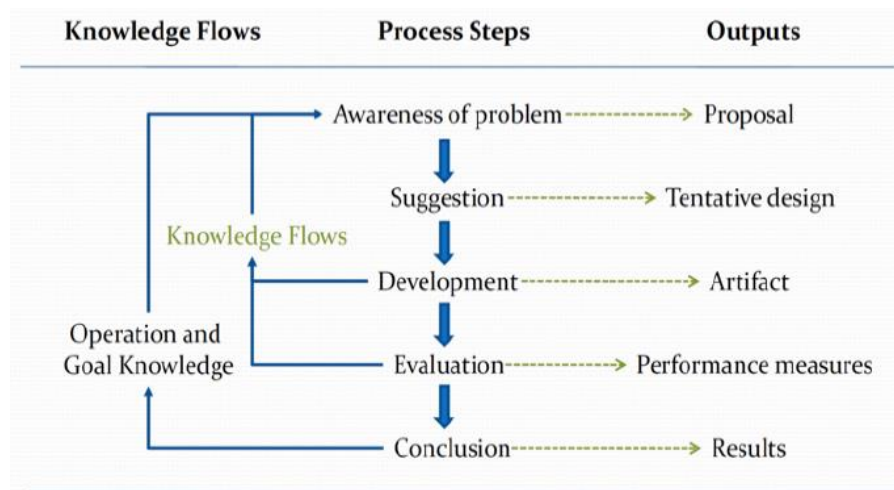 Knowledge Flows Process Steps Outputs
Awareness of problem Proposal
Suggestion Tentative design
Knowledge Flows
Development Artifact
Operation and
Goal Knowledge
Evaluation Performance measures
Conclusion Results